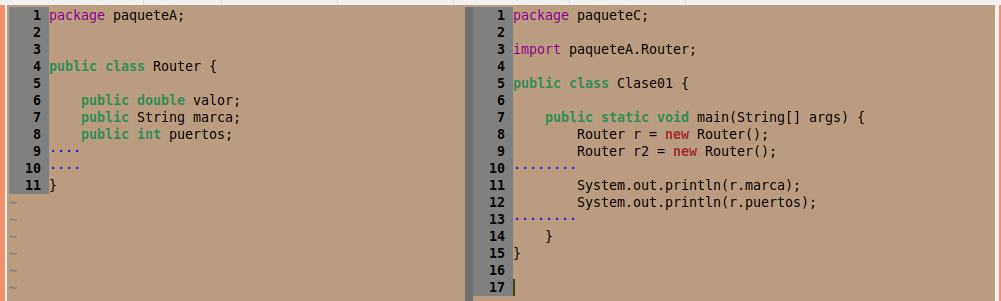 1 package paqueteA;
2
3
4 public class Router {
5
6     public double valor;
7     public String marca;
8     public int puertos;
9 ····
10 ····
11 }
~
~
~
~
~
~
1 package paqueteC;
2
3 import paqueteA.Router;
4
5 public class Clase01 {
6
7     public static void main(String[] args) {
8         Router r = new Router();
9         Router r2 = new Router();
10 ········
11         System.out.println(r.marca);
12         System.out.println(r.puertos);
13 ········
14     }
15 }
16
17